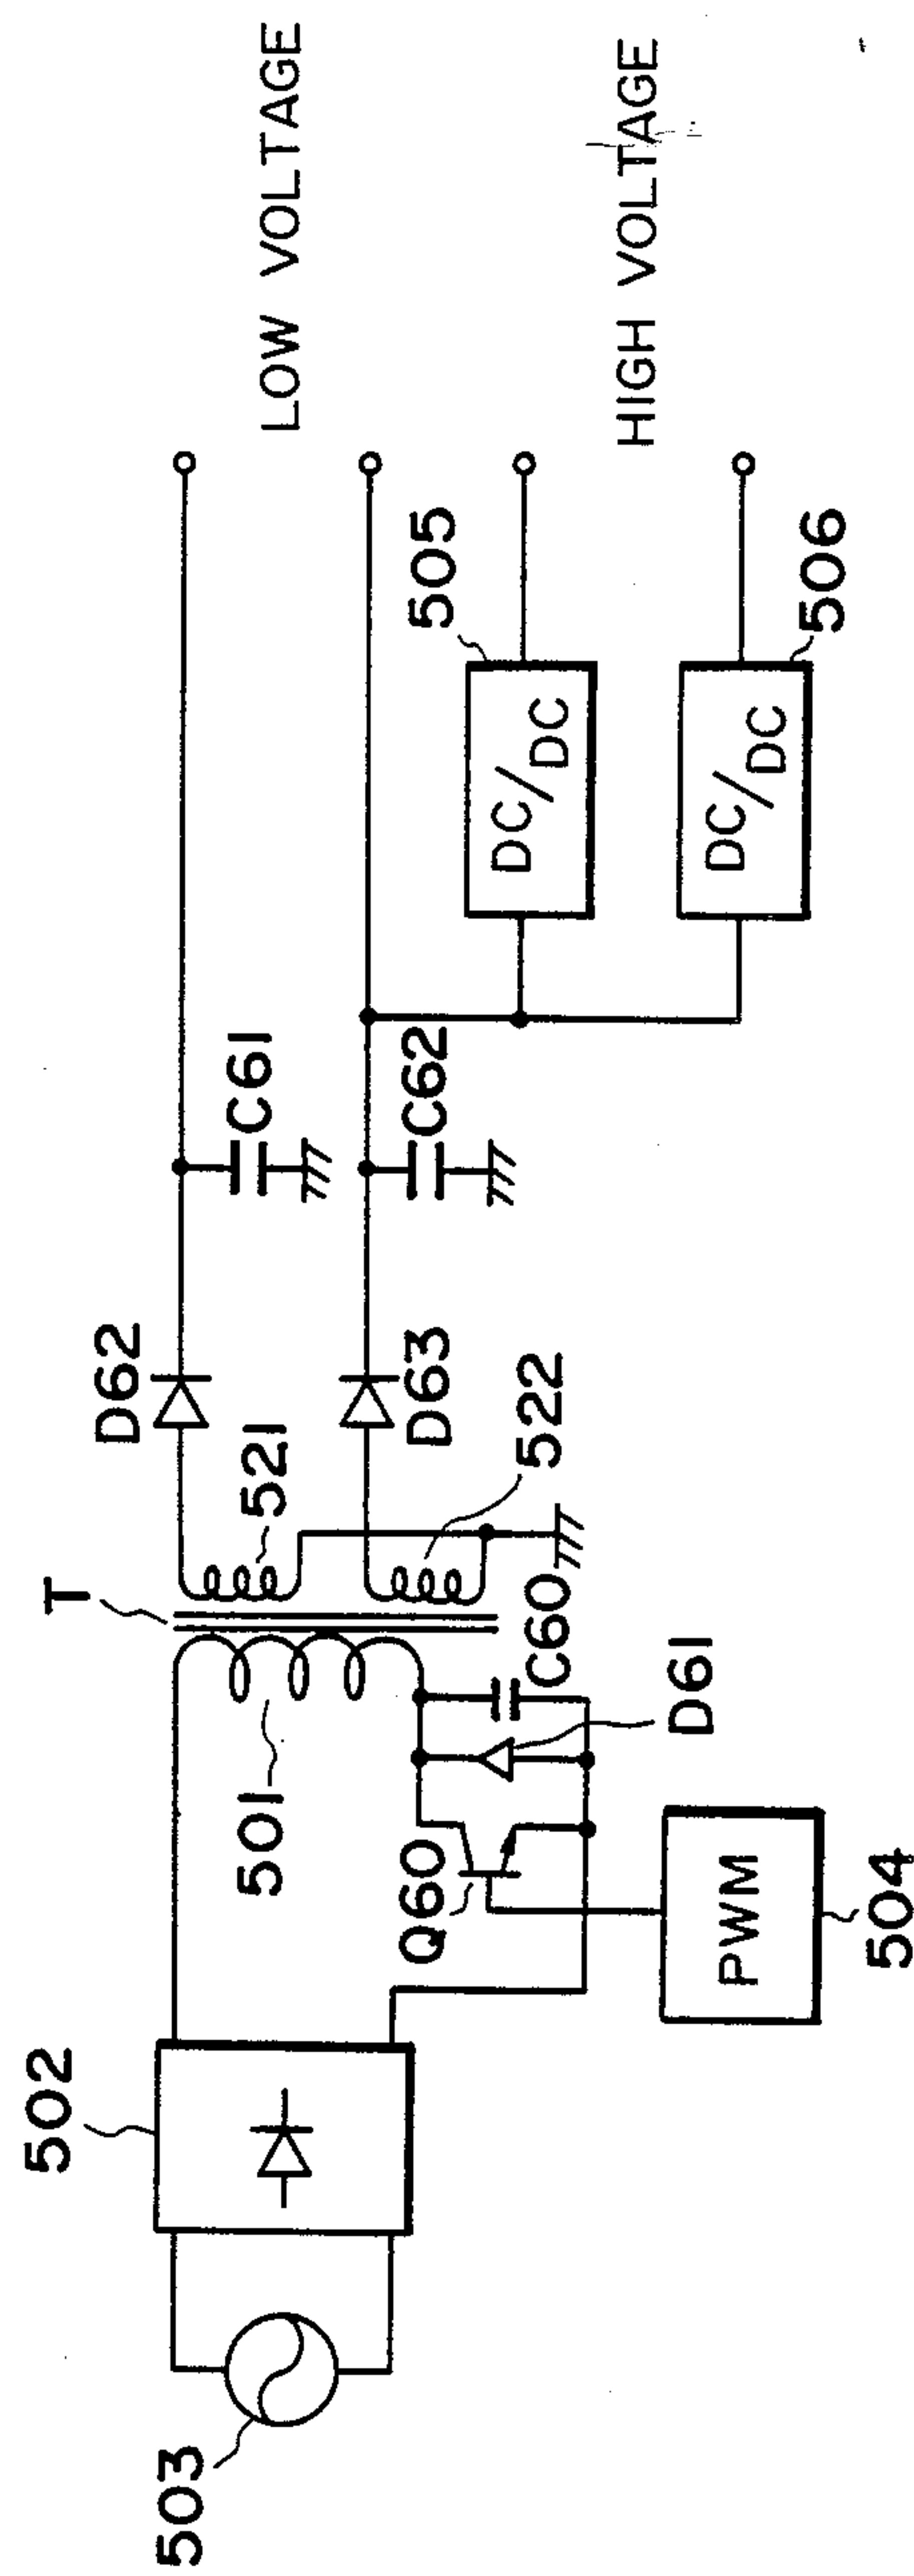 503
502
501
T
521
522
D62
D63
C61
C62
C60
D61
Q60
PWM
504
DC/DC
505
DC/DC
506
LOW VOLTAGE
HIGH VOLTAGE